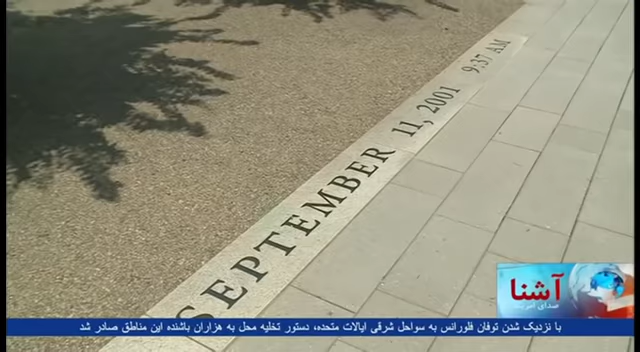 SEPTEMBER 11, 2001 9:37 AM
آشنا
صدای امریکا
با نزدیک شدن توفان فلورانس به سواحل شرقی ایالات متحده، دستور تخلیه محل به هزاران باشنده این مناطق صادر شد